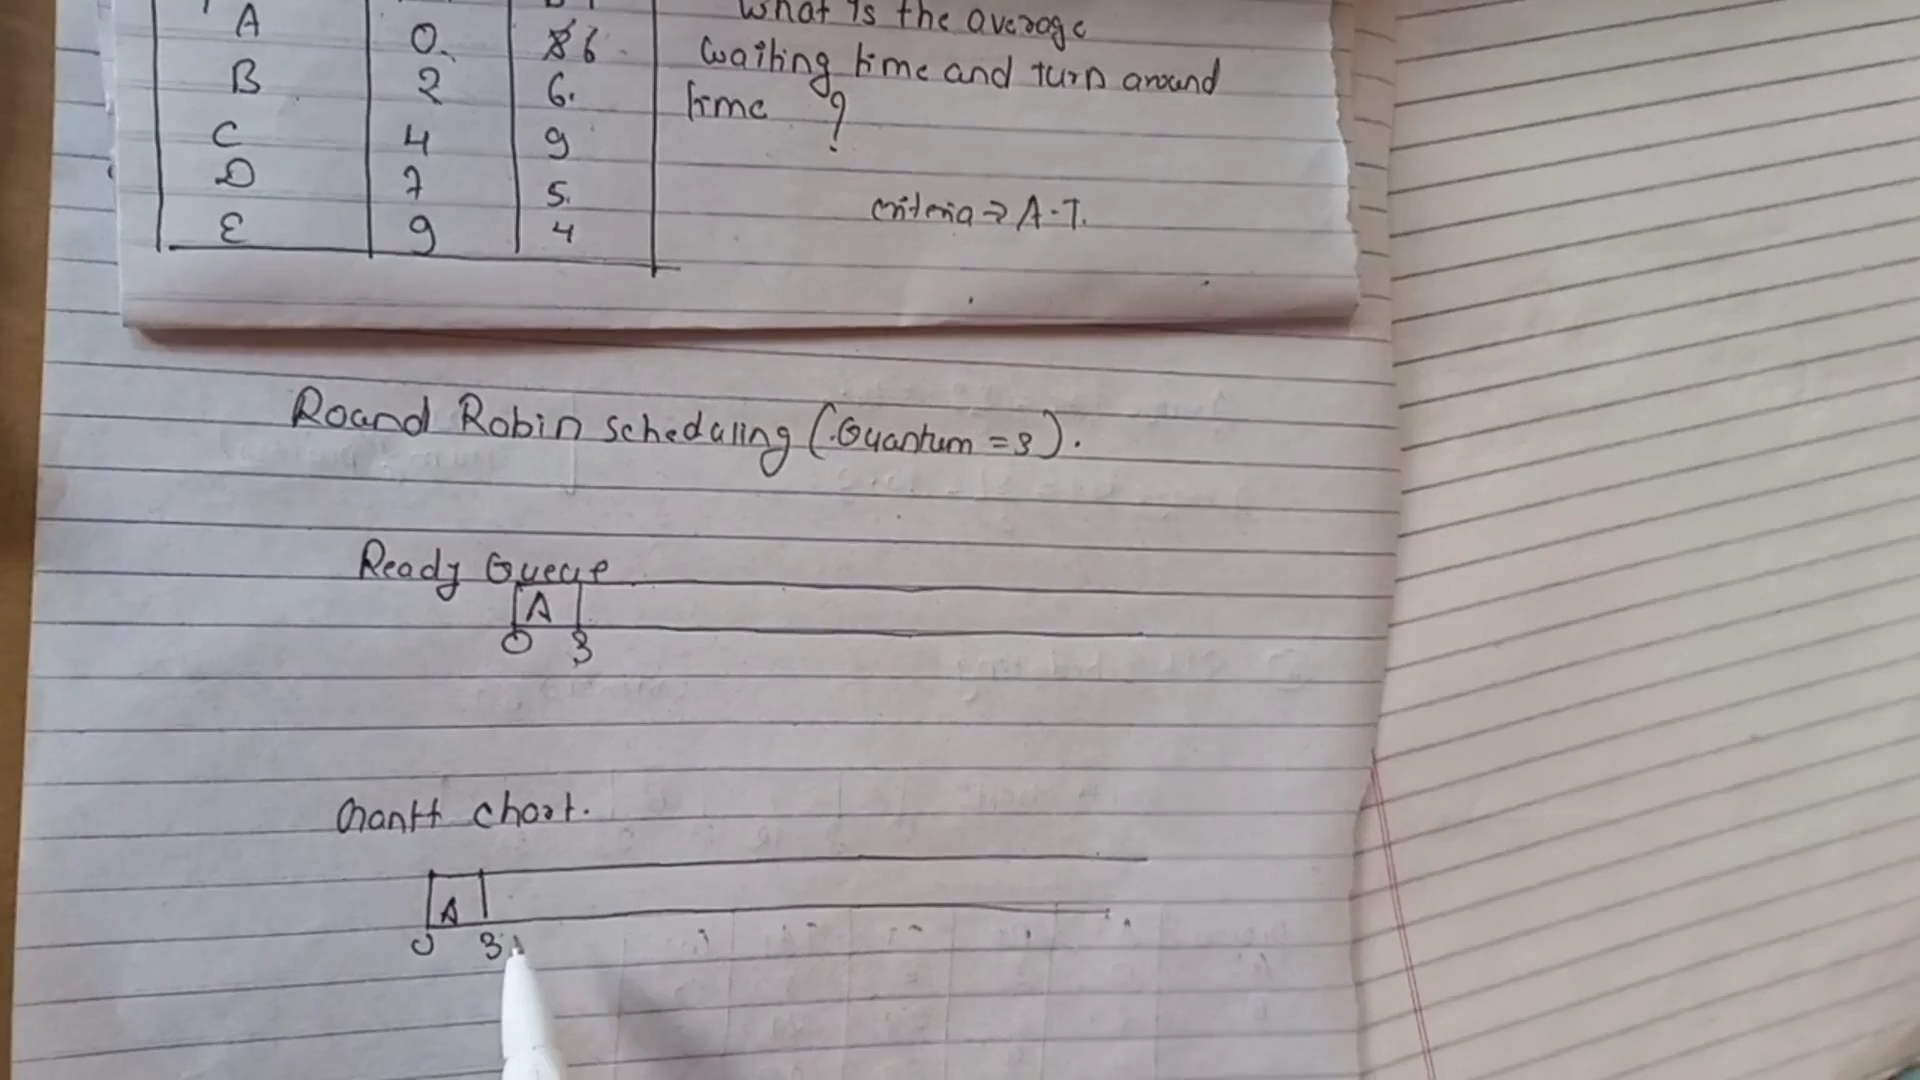 What is the average
A 0. 6
waiting time and turn around
B 2 6.
time ?
C 4 9
D 7 5.
criteria => A-T.
E 9 4
Round Robin scheduling (Quantum = 3).
Ready Queue
A
0 3
Gantt chart.
A
0 3